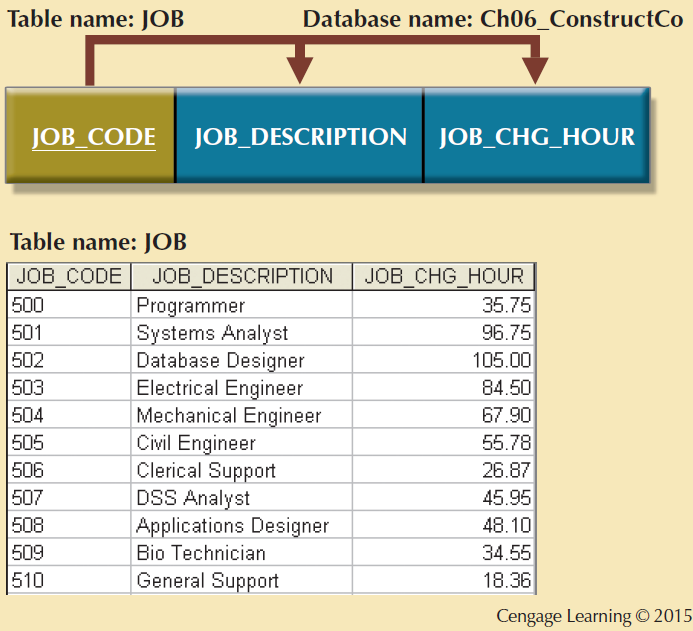 Table name: JOB Database name: Ch06_ConstructCo
JOB_CODE JOB_DESCRIPTION JOB_CHG_HOUR
Table name: JOB
JOB_CODE JOB_DESCRIPTION JOB_CHG_HOUR
500 Programmer 35.75
501 Systems Analyst 96.75
502 Database Designer 105.00
503 Electrical Engineer 84.50
504 Mechanical Engineer 67.90
505 Civil Engineer 55.78
506 Clerical Support 26.87
507 DSS Analyst 45.95
508 Applications Designer 48.10
509 Bio Technician 34.55
510 General Support 18.36
Cengage Learning © 2015